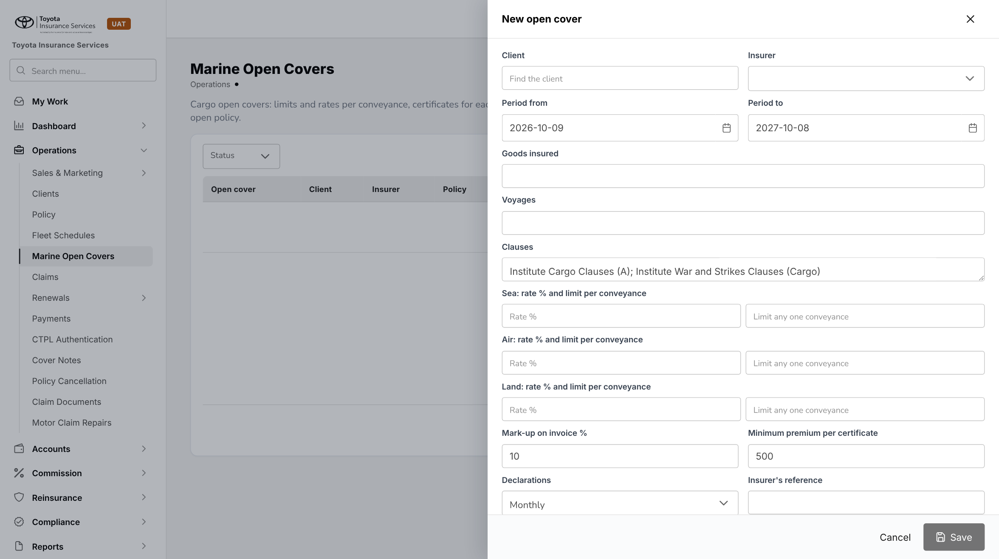 Toyota
Insurance Services
UAT
Toyota Insurance Services
Search menu...
My Work
Dashboard
Operations
Sales & Marketing
Clients
Policy
Fleet Schedules
Marine Open Covers
Claims
Renewals
Payments
CTPL Authentication
Cover Notes
Policy Cancellation
Claim Documents
Motor Claim Repairs
Accounts
Commission
Reinsurance
Compliance
Reports
Marine Open Covers
Operations
Cargo open covers: limits and rates per conveyance, certificates for
open policy.
Status
Open cover Client Insurer Policy
New open cover
Client Insurer
Find the client
Period from Period to
2026-10-09 2027-10-08
Goods insured
Voyages
Clauses
Institute Cargo Clauses (A); Institute War and Strikes Clauses (Cargo)
Sea: rate % and limit per conveyance
Rate % Limit any one conveyance
Air: rate % and limit per conveyance
Rate % Limit any one conveyance
Land: rate % and limit per conveyance
Rate % Limit any one conveyance
Mark-up on invoice % Minimum premium per certificate
10 500
Declarations Insurer's reference
Monthly
Cancel Save